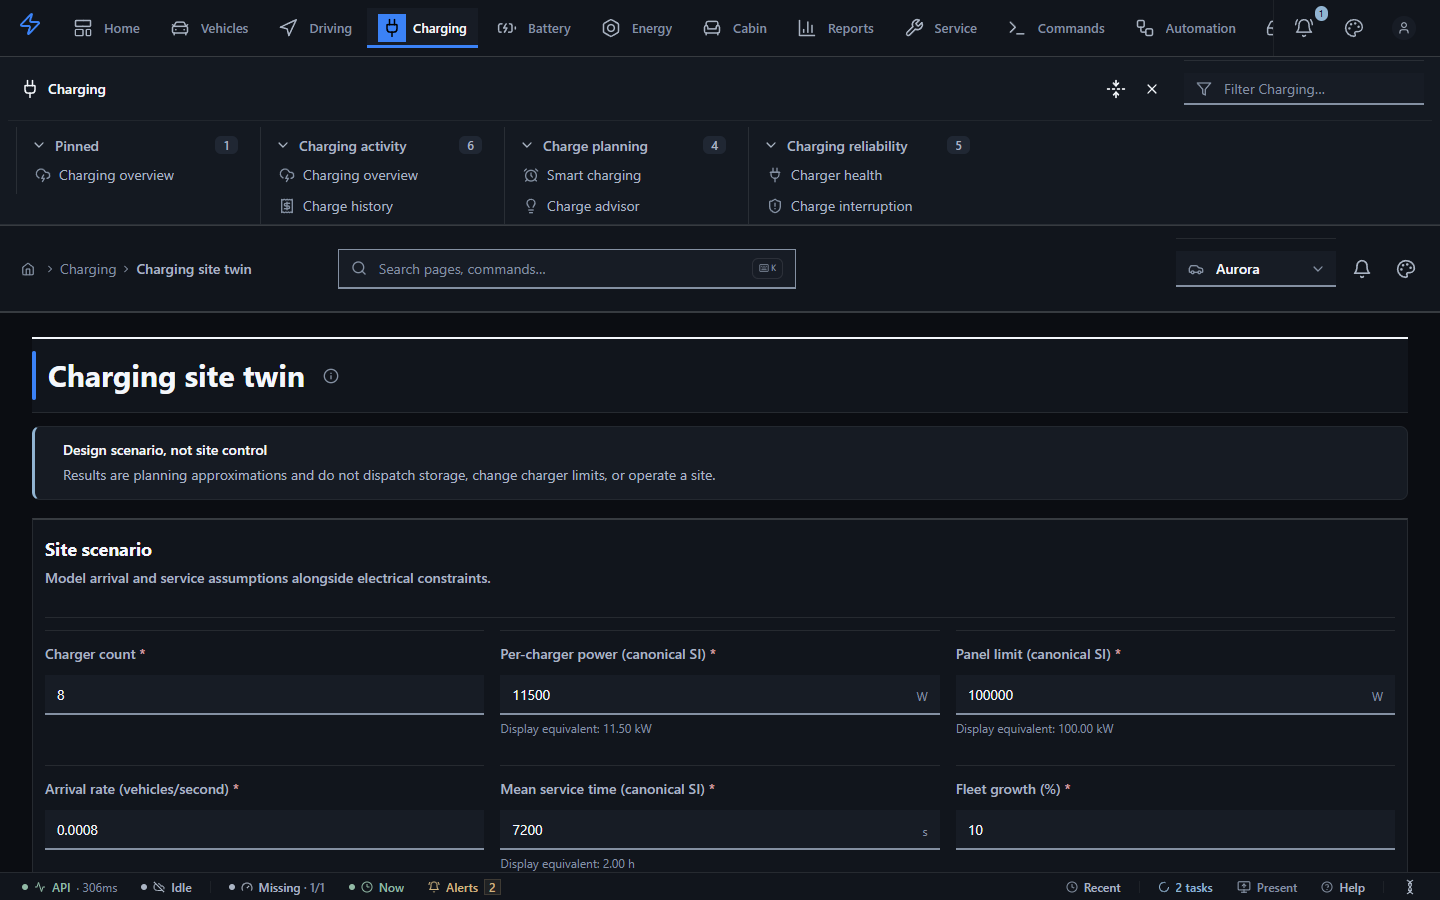 Home
Vehicles
Driving
Charging
Battery
Energy
Cabin
Reports
Service
Commands
Automation
1
Charging
Filter Charging...
Pinned 1
Charging overview
Charging activity 6
Charging overview
Charge history
Charge planning 4
Smart charging
Charge advisor
Charging reliability 5
Charger health
Charge interruption
Charging > Charging site twin
Search pages, commands...
K
Aurora
Charging site twin
Design scenario, not site control
Results are planning approximations and do not dispatch storage, change charger limits, or operate a site.
Site scenario
Model arrival and service assumptions alongside electrical constraints.
Charger count *
8
Per-charger power (canonical SI) *
11500 W
Display equivalent: 11.50 kW
Panel limit (canonical SI) *
100000 W
Display equivalent: 100.00 kW
Arrival rate (vehicles/second) *
0.0008
Mean service time (canonical SI) *
7200 s
Display equivalent: 2.00 h
Fleet growth (%) *
10
API · 306ms
Idle
Missing · 1/1
Now
Alerts 2
Recent
2 tasks
Present
Help